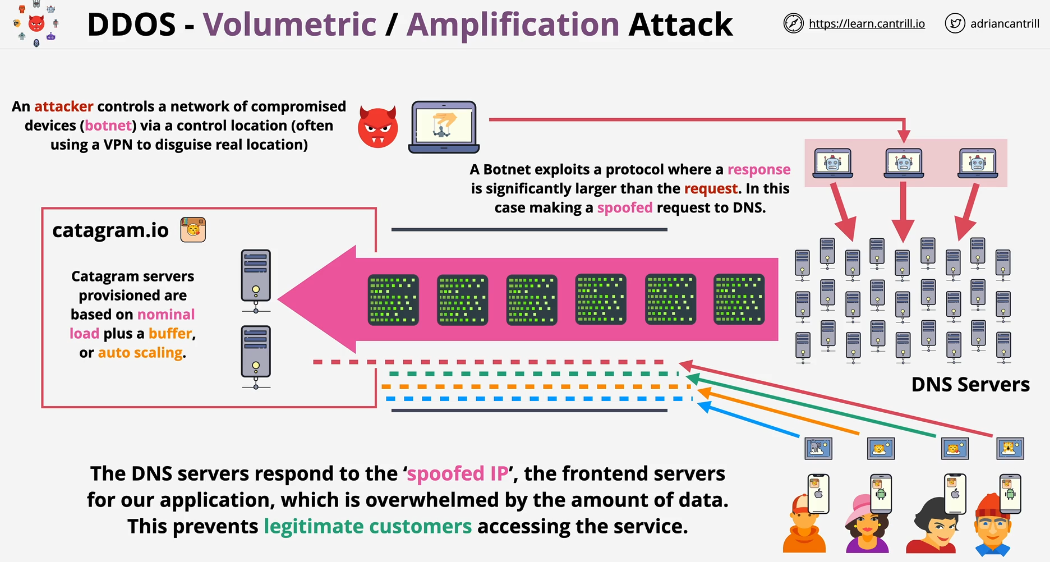 DDOS - Volumetric / Amplification Attack
https://learn.cantrill.io
adriancantrill
An attacker controls a network of compromised
devices (botnet) via a control location (often
using a VPN to disguise real location)
A Botnet exploits a protocol where a response
is significantly larger than the request. In this
case making a spoofed request to DNS.
catagram.io
Catagram servers
provisioned are
based on nominal
load plus a buffer,
or auto scaling.
DNS Servers
The DNS servers respond to the ‘spoofed IP’, the frontend servers
for our application, which is overwhelmed by the amount of data.
This prevents legitimate customers accessing the service.